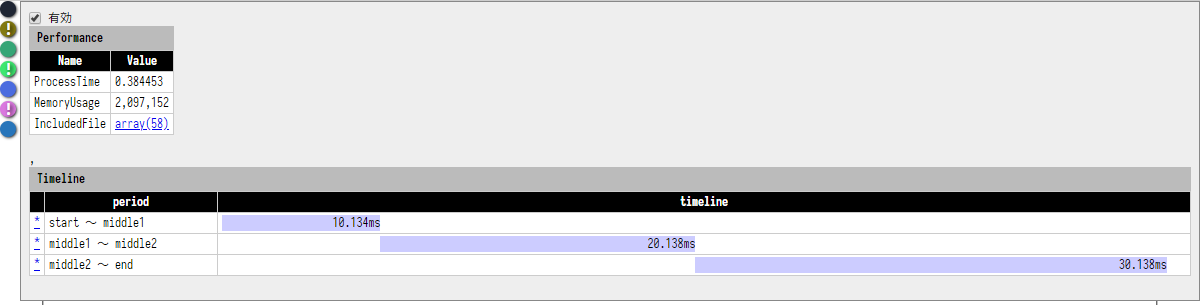 有効
Performance
Name Value
ProcessTime 0.384453
MemoryUsage 2,097,152
IncludedFile array(58)
,
Timeline
period timeline
* start ～ middle1 10.134ms
* middle1 ～ middle2 20.138ms
* middle2 ～ end 30.138ms